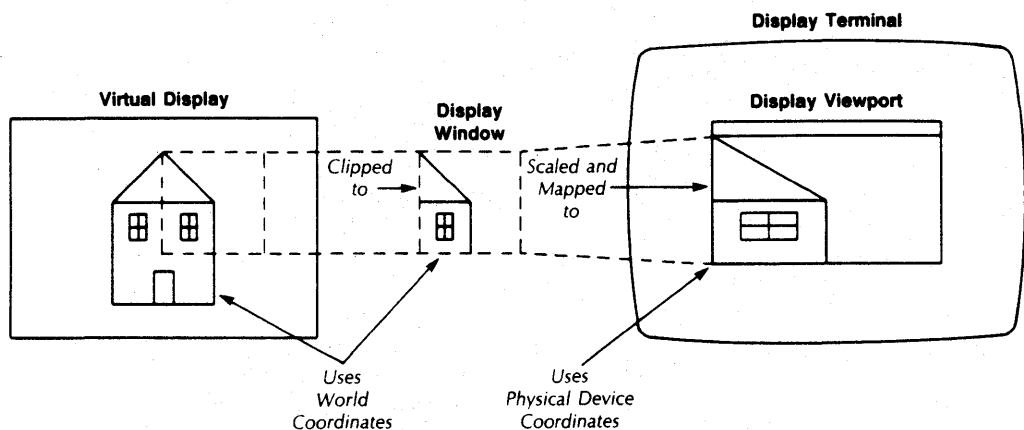 Display Terminal
Virtual Display
Display
Window
Display Viewport
Clipped
to
Scaled and
Mapped
to
Uses
World
Coordinates
Uses
Physical Device
Coordinates